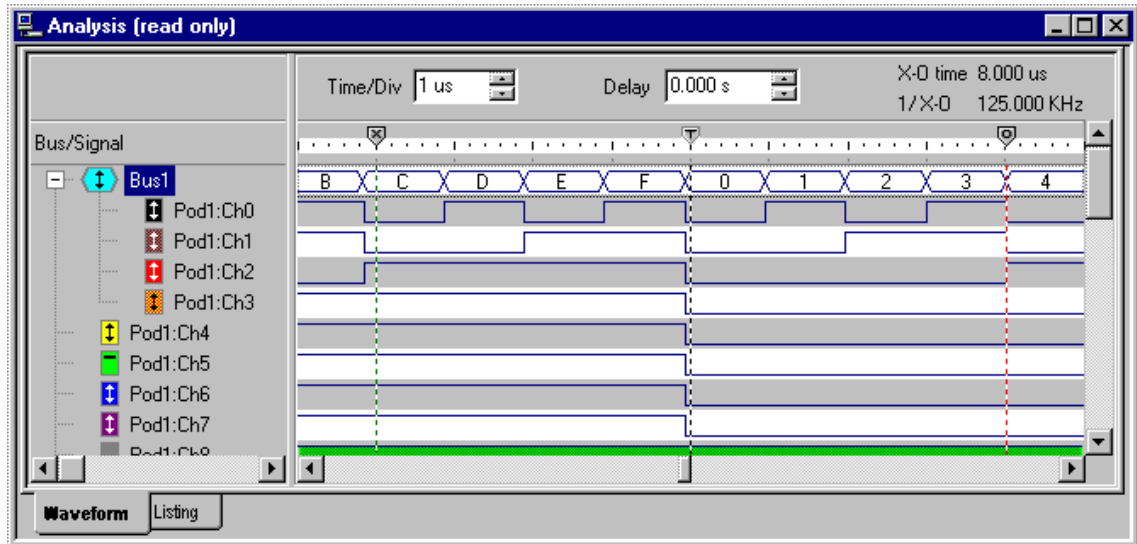 Analysis (read only)
Time/Div 1 us Delay 0.000 s X-O time 8.000 us
1/X-O 125.000 KHz
Bus/Signal X T O
Bus1 B C D E F 0 1 2 3 4
Pod1:Ch0
Pod1:Ch1
Pod1:Ch2
Pod1:Ch3
Pod1:Ch4
Pod1:Ch5
Pod1:Ch6
Pod1:Ch7
Waveform Listing